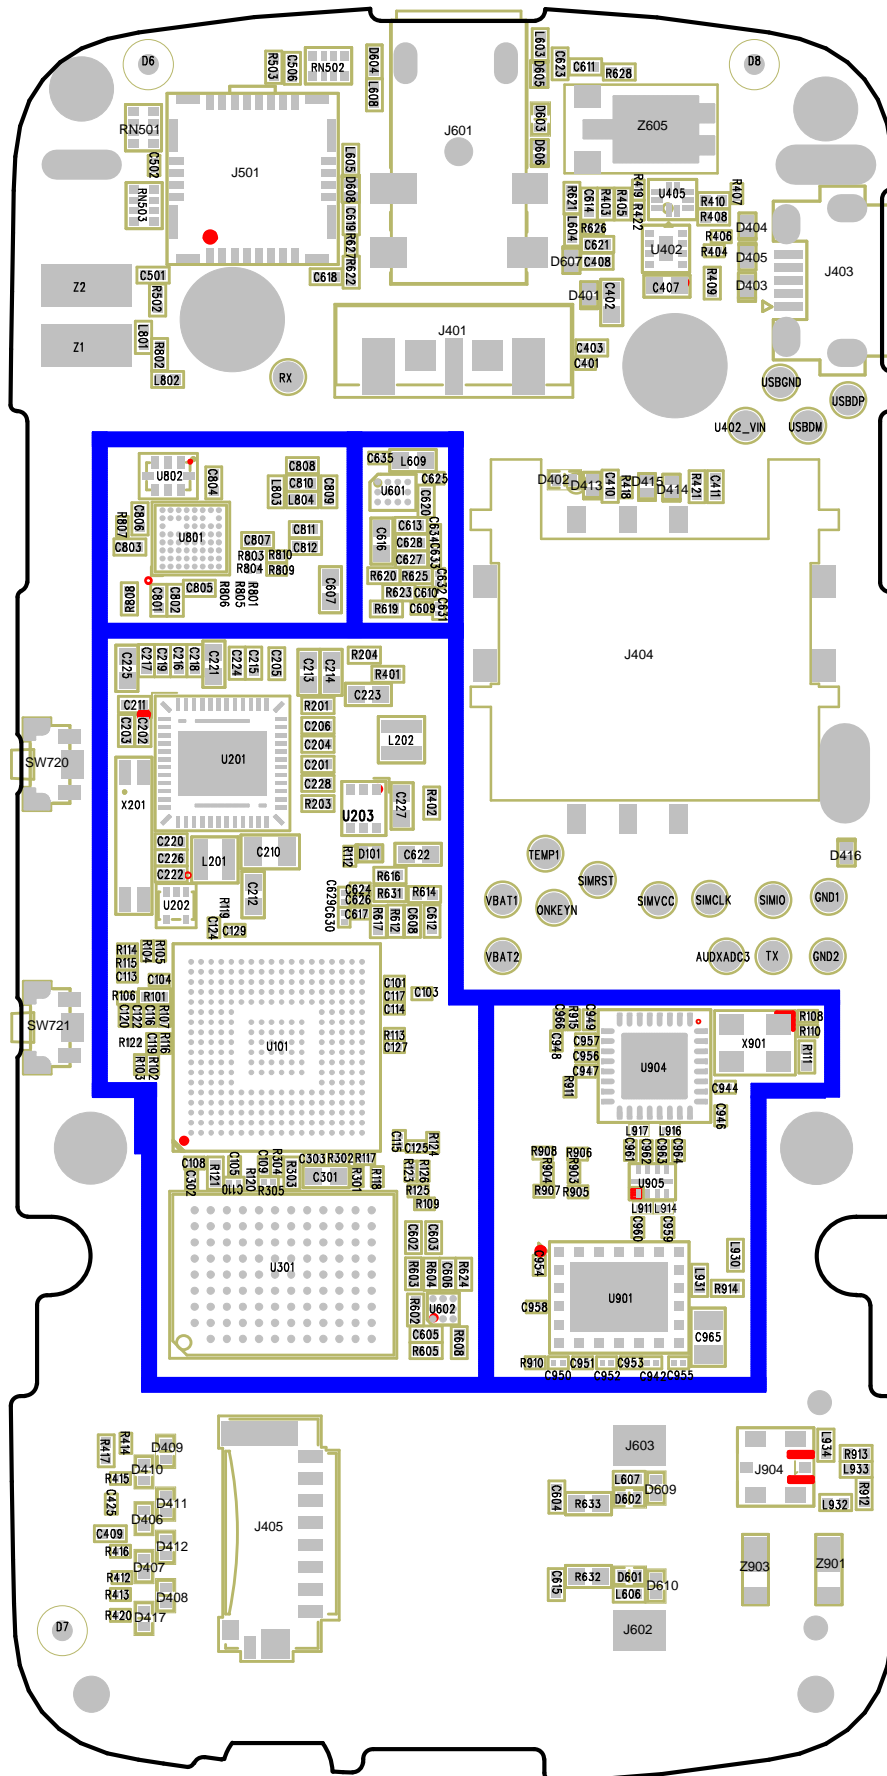 D6
R503
C506
RN502
D604
L608
L603
D605
C623
C611
R628
D8
RN501
C502
RN503
J501
L605
D608
C619
R627
R622
J601
D603
D606
Z605
R621
L604
C614
R403
R405
R419
R422
U405
R407
R410
R408
R626
C621
C408
D607
U402
R406
R404
D404
D405
D403
J403
Z2
C501
R502
C618
D401
C402
C407
R409
Z1
L801
R802
L802
RX
J401
C403
C401
USBGND
USBDP
U402_VIN
USBDM
U802
C804
C808
L803
C810
L804
C809
C635
L609
C625
U601
C620
D402
D413
C410
R418
D415
D414
R421
C411
R807
C806
C803
U801
C807
C811
C812
R803
R810
R804
R809
C616
C613
C628
C627
C634
C633
R808
C801
C802
C805
R806
R805
R801
C607
R620
R625
R623
C610
R619
C609
C632
C631
C225
C217
C219
C216
C218
C221
C224
C215
C205
C213
C214
R204
R401
C223
J404
C211
C203
C202
R201
C206
C204
C201
C228
R203
L202
U201
SW720
X201
U203
C227
R402
C220
C226
C222
L201
C210
R112
D101
C622
TEMP1
D416
U202
R119
C212
R616
C624
R631
C626
R614
C629
C630
C617
R617
R612
C608
C612
VBAT1
ONKEYN
SIMRST
SIMVCC
SIMCLK
SIMIO
GND1
C124
C129
R114
R115
C113
R104
R105
C104
VBAT2
AUDXADC3
TX
GND2
R106
R101
C101
C117
C114
C103
SW721
C120
C122
C116
R107
R122
C119
R116
R103
R102
U101
R113
C127
C966
R915
C949
C948
C957
C956
C947
R911
U904
X901
R108
R110
R111
C944
C946
L917
L916
C115
C125
R124
C108
C302
R121
C105
C110
R120
C109
R304
R305
R303
C303
R302
R117
C301
R301
R118
R123
R126
R125
R109
R908
R904
R907
R906
R903
R905
C961
C962
C963
C964
U905
L911
L914
C960
C959
U301
C602
C603
R603
R604
C606
R624
R602
U602
C605
R605
R608
C954
C958
U901
L930
L931
R914
C965
R910
C950
C951
C952
C953
C942
C955
R417
R414
D409
D410
R415
C425
D411
D406
C409
R416
D412
D407
R412
R413
D408
R420
D417
J405
J603
C604
R633
L607
D602
D609
J904
L934
R913
L933
R912
L932
C615
R632
D601
L606
D610
Z903
Z901
D7
J602